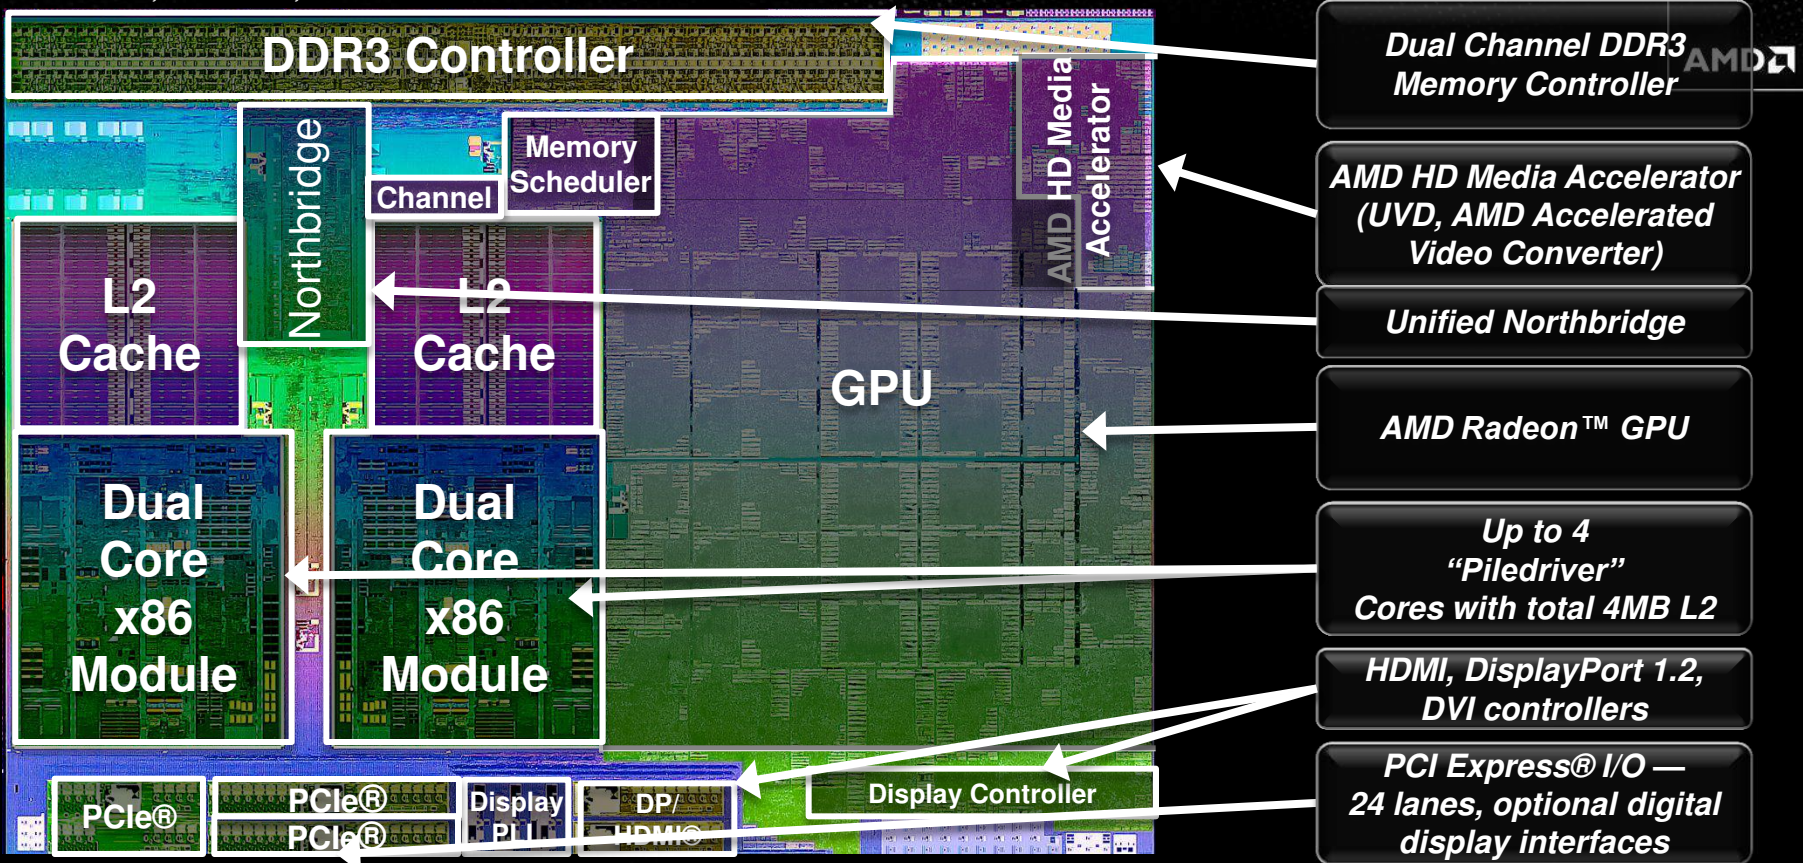 DDR3 Controller
Northbridge
Channel
Memory
Scheduler
AMD HD Media
Accelerator
L2
Cache
L2
Cache
GPU
Dual
Core
x86
Module
Dual
Core
x86
Module
PCIe®
PCIe®
PCIe®
Display
PLL
DP/
HDMI®
Display Controller
Dual Channel DDR3
Memory Controller
AMD
AMD HD Media Accelerator
(UVD, AMD Accelerated
Video Converter)
Unified Northbridge
AMD Radeon™ GPU
Up to 4
“Piledriver”
Cores with total 4MB L2
HDMI, DisplayPort 1.2,
DVI controllers
PCI Express® I/O —
24 lanes, optional digital
display interfaces